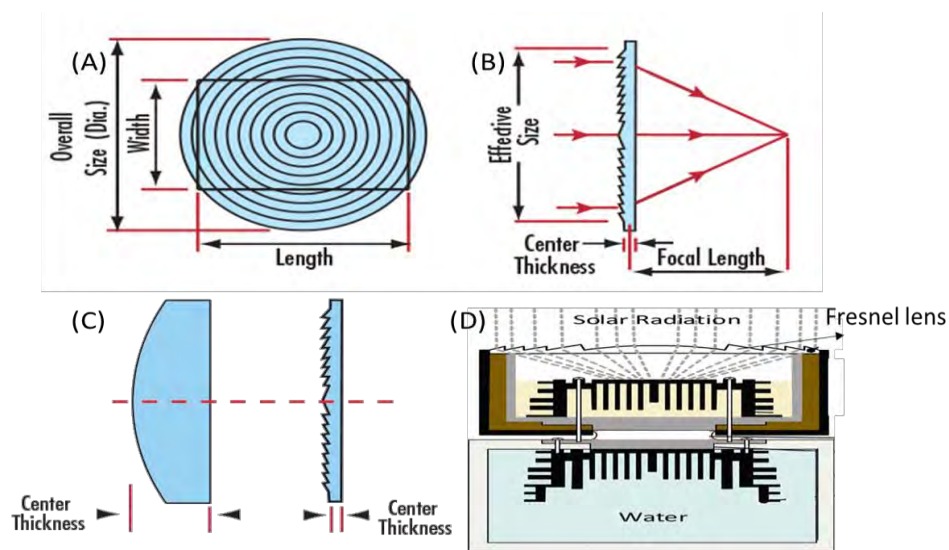 (A)
Overall
Size (Dia.)
Width
Length
(B)
Effective
Size
Center
Thickness
Focal Length
(C)
Center
Thickness
Center
Thickness
(D)
Solar Radiation
Fresnel lens
Water